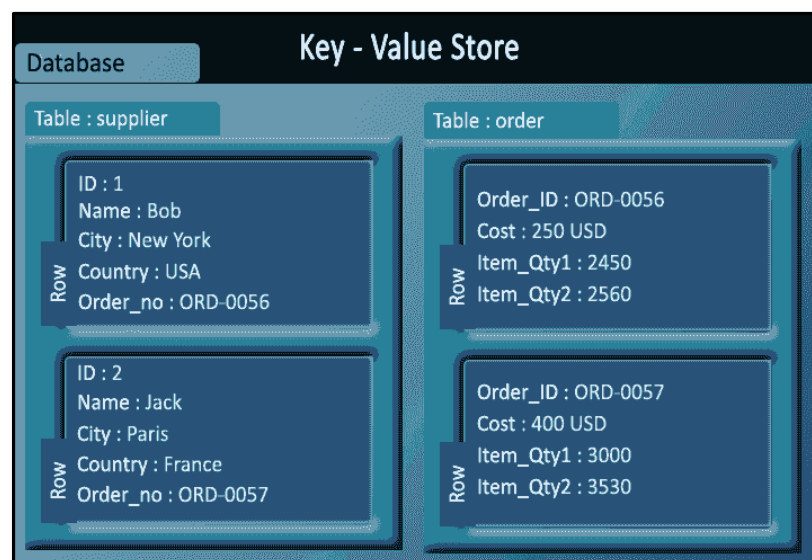 Key - Value Store
Database
Table : supplier
ID : 1
Name : Bob
City : New York
Country : USA
Order_no : ORD-0056
Row
ID : 2
Name : Jack
City : Paris
Country : France
Order_no : ORD-0057
Row
Table : order
Order_ID : ORD-0056
Cost : 250 USD
Item_Qty1 : 2450
Item_Qty2 : 2560
Row
Order_ID : ORD-0057
Cost : 400 USD
Item_Qty1 : 3000
Item_Qty2 : 3530
Row